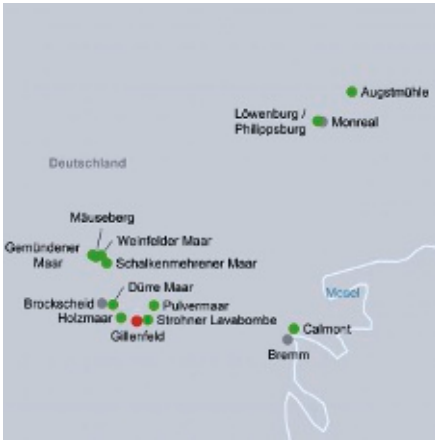 Augstmühle
Löwenburg /
Philippsburg
Monreal
Deutschland
Mäuseberg
Weinfelder Maar
Gemündener
Maar
Schalkenmehrener Maar
Dürre Maar
Mosel
Brockscheid
Pulvermaar
Holzmaar
Strohner Lavabombe
Gillenfeld
Calmont
Bremm